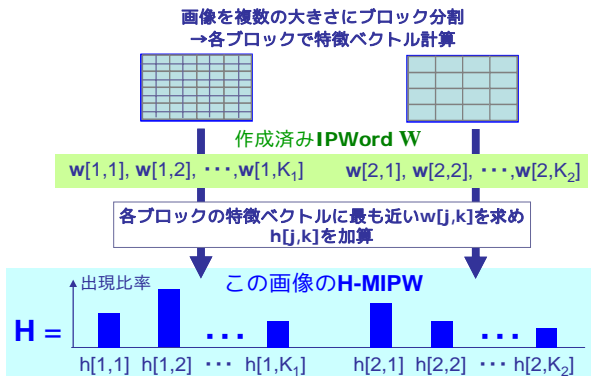 画像を複数の大きさにブロック分割
→各ブロックで特徴ベクトル計算
作成済みIPWord W
w[1,1], w[1,2], ･･･,w[1,K₁]
w[2,1], w[2,2], ･･･,w[2,K₂]
各ブロックの特徴ベクトルに最も近いw[j,k]を求め
h[j,k]を加算
出現比率
この画像のH-MIPW
H =
･･･
･･･
h[1,1] h[1,2] ･･･ h[1,K₁]
h[2,1] h[2,2] ･･･ h[2,K₂]